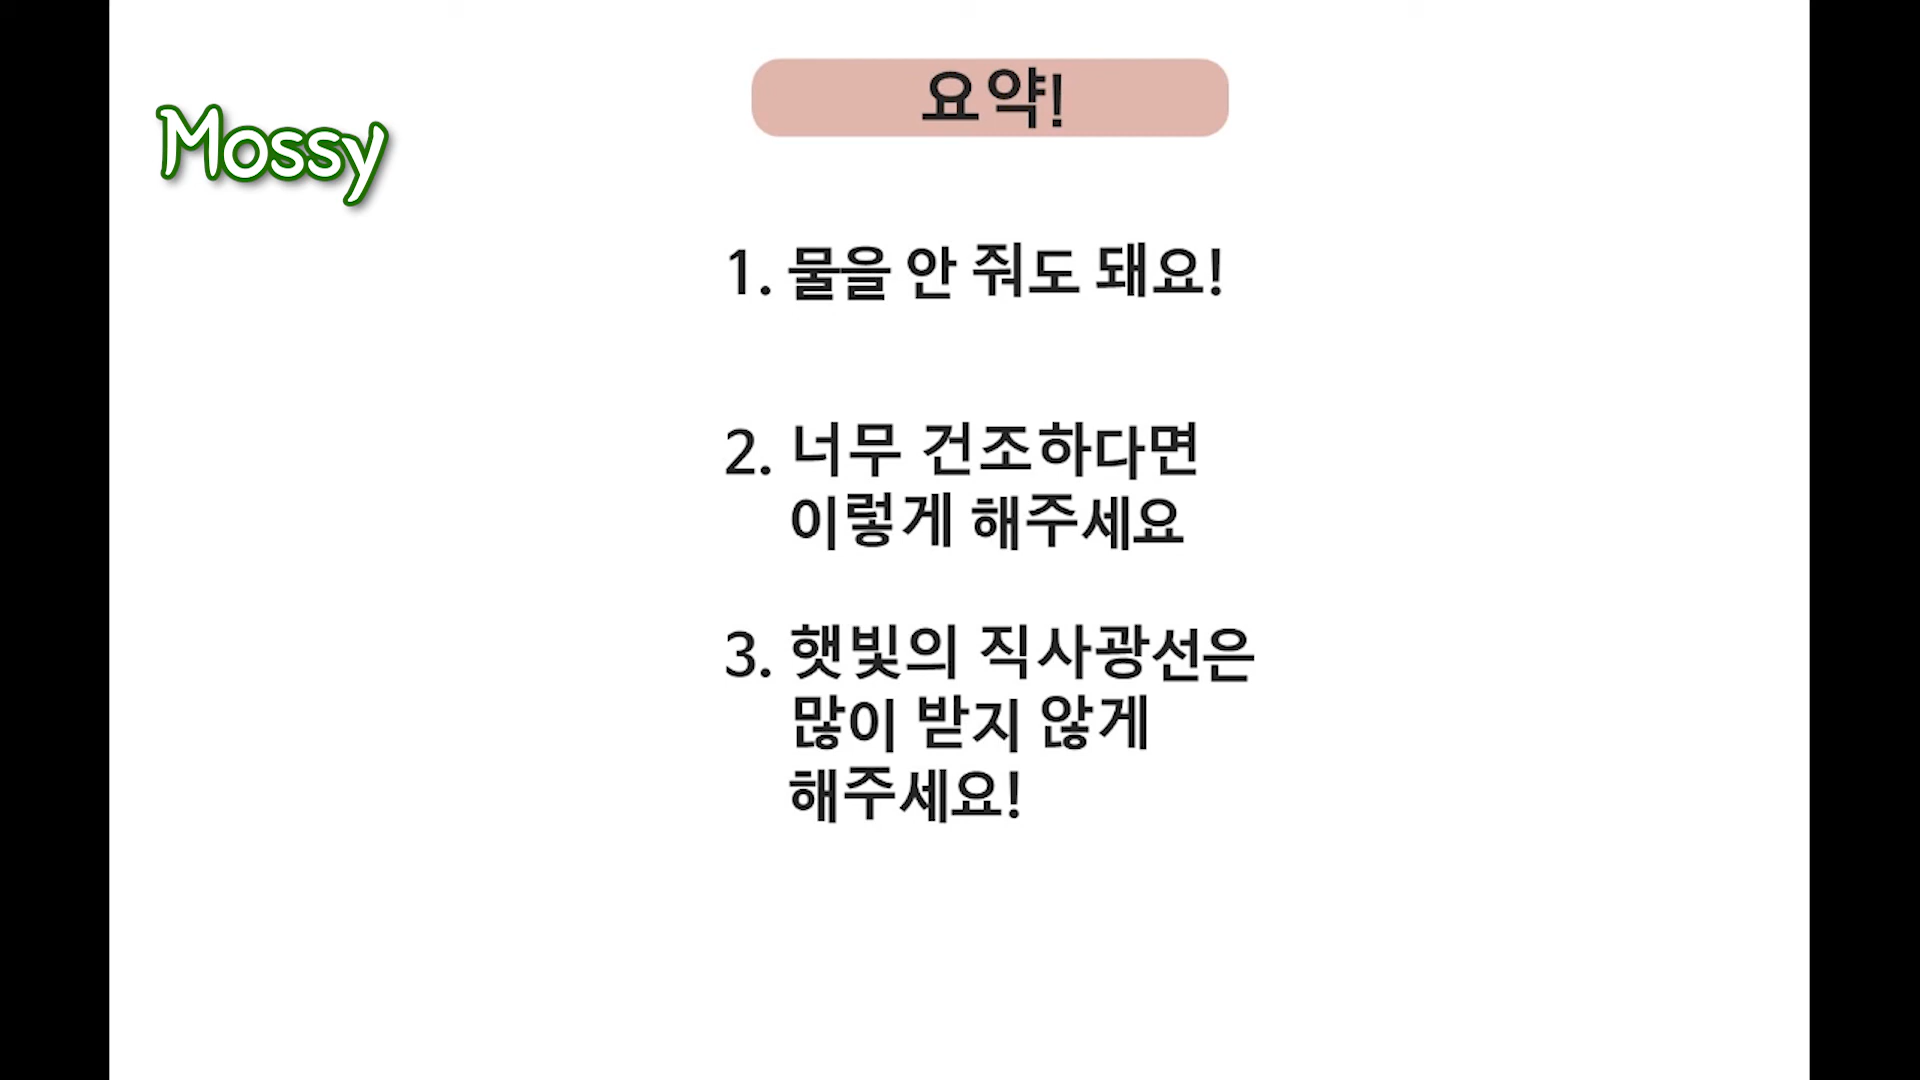 요약!
Mossy
1. 물을 안 줘도 돼요!
2. 너무 건조하다면
이렇게 해주세요
3. 햇빛의 직사광선은
많이 받지 않게
해주세요!